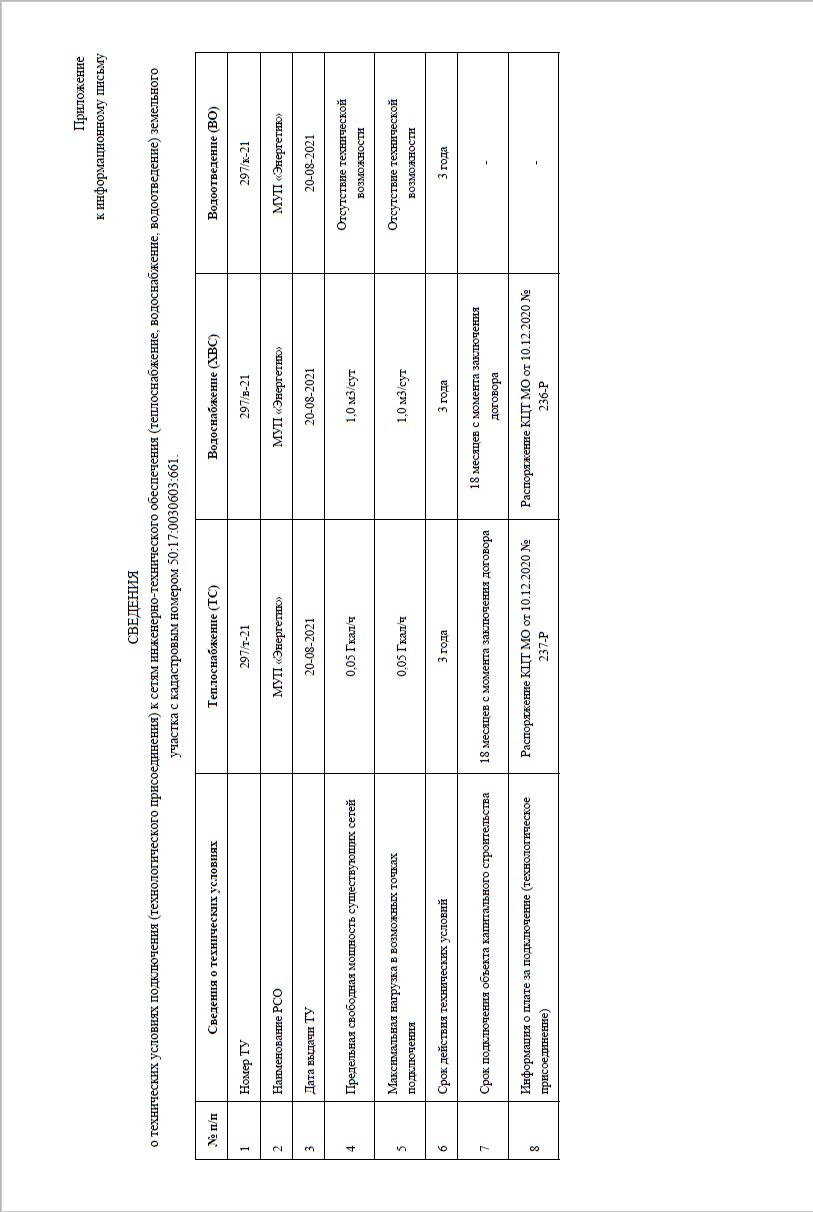 Приложение
к информационному письму
СВЕДЕНИЯ
о технических условиях подключения (технологического присоединения) к сетям инженерно-технического обеспечения (теплоснабжение, водоснабжение, водоотведение) земельного
участка с кадастровым номером 50:17:0030603:661.
№ п/п Сведения о технических условиях Теплоснабжение (ТС) Водоснабжение (ХВС) Водоотведение (ВО)
1 Номер ТУ 297/т-21 297/в-21 297/к-21
2 Наименование РСО МУП «Энергетик» МУП «Энергетик» МУП «Энергетик»
3 Дата выдачи ТУ 20-08-2021 20-08-2021 20-08-2021
4 Предельная свободная мощность существующих сетей 0,05 Гкал/ч 1,0 м3/сут Отсутствие технической
возможности
5 Максимальная нагрузка в возможных точках
подключения 0,05 Гкал/ч 1,0 м3/сут Отсутствие технической
возможности
6 Срок действия технических условий 3 года 3 года 3 года
7 Срок подключения объекта капитального строительства 18 месяцев с момента заключения договора 18 месяцев с момента заключения
договора -
8 Информация о плате за подключение (технологическое
присоединение) Распоряжение КЦТ МО от 10.12.2020 №
237-Р Распоряжение КЦТ МО от 10.12.2020 №
236-Р -